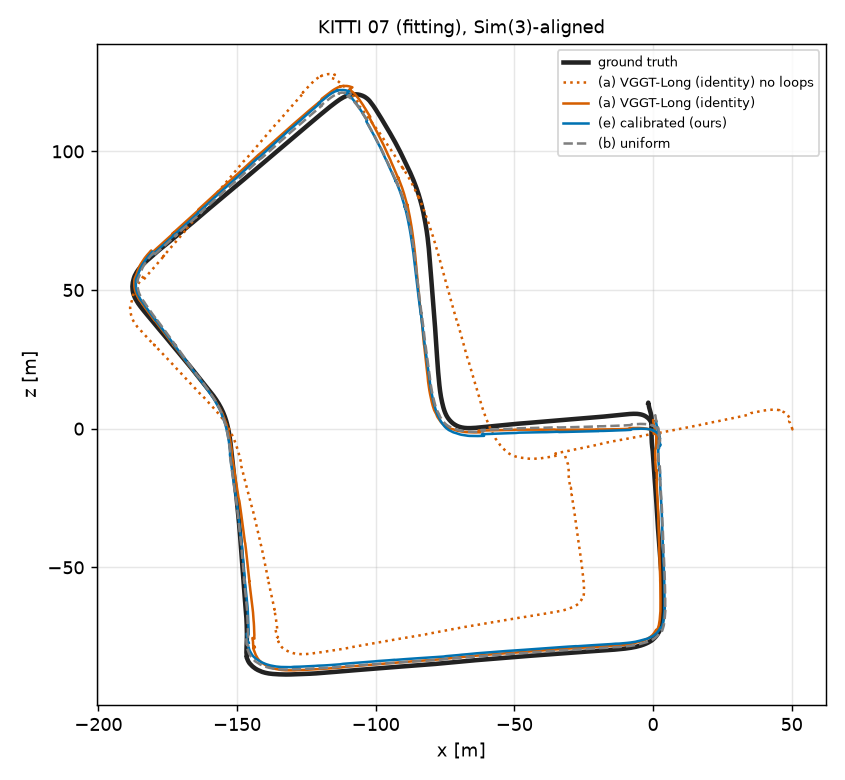 KITTI 07 (fitting), Sim(3)-aligned
ground truth
(a) VGGT-Long (identity) no loops
(a) VGGT-Long (identity)
(e) calibrated (ours)
(b) uniform
100
50
0
−50
z [m]
−200
−150
−100
−50
0
50
x [m]